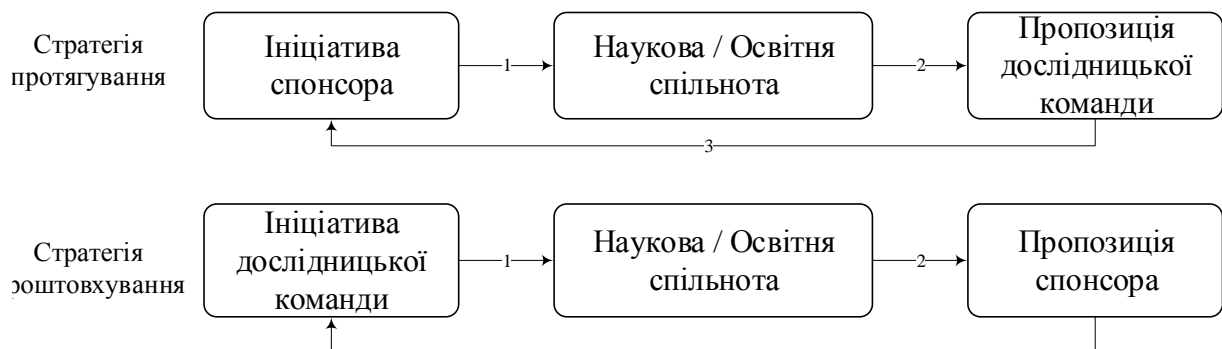 Стратегія
протягування
Ініціатива
спонсора
1
Наукова / Освітня
спільнота
2
Пропозиція
дослідницької
команди
3
Стратегія
роштовхування
Ініціатива
дослідницької
команди
1
Наукова / Освітня
спільнота
2
Пропозиція
спонсора